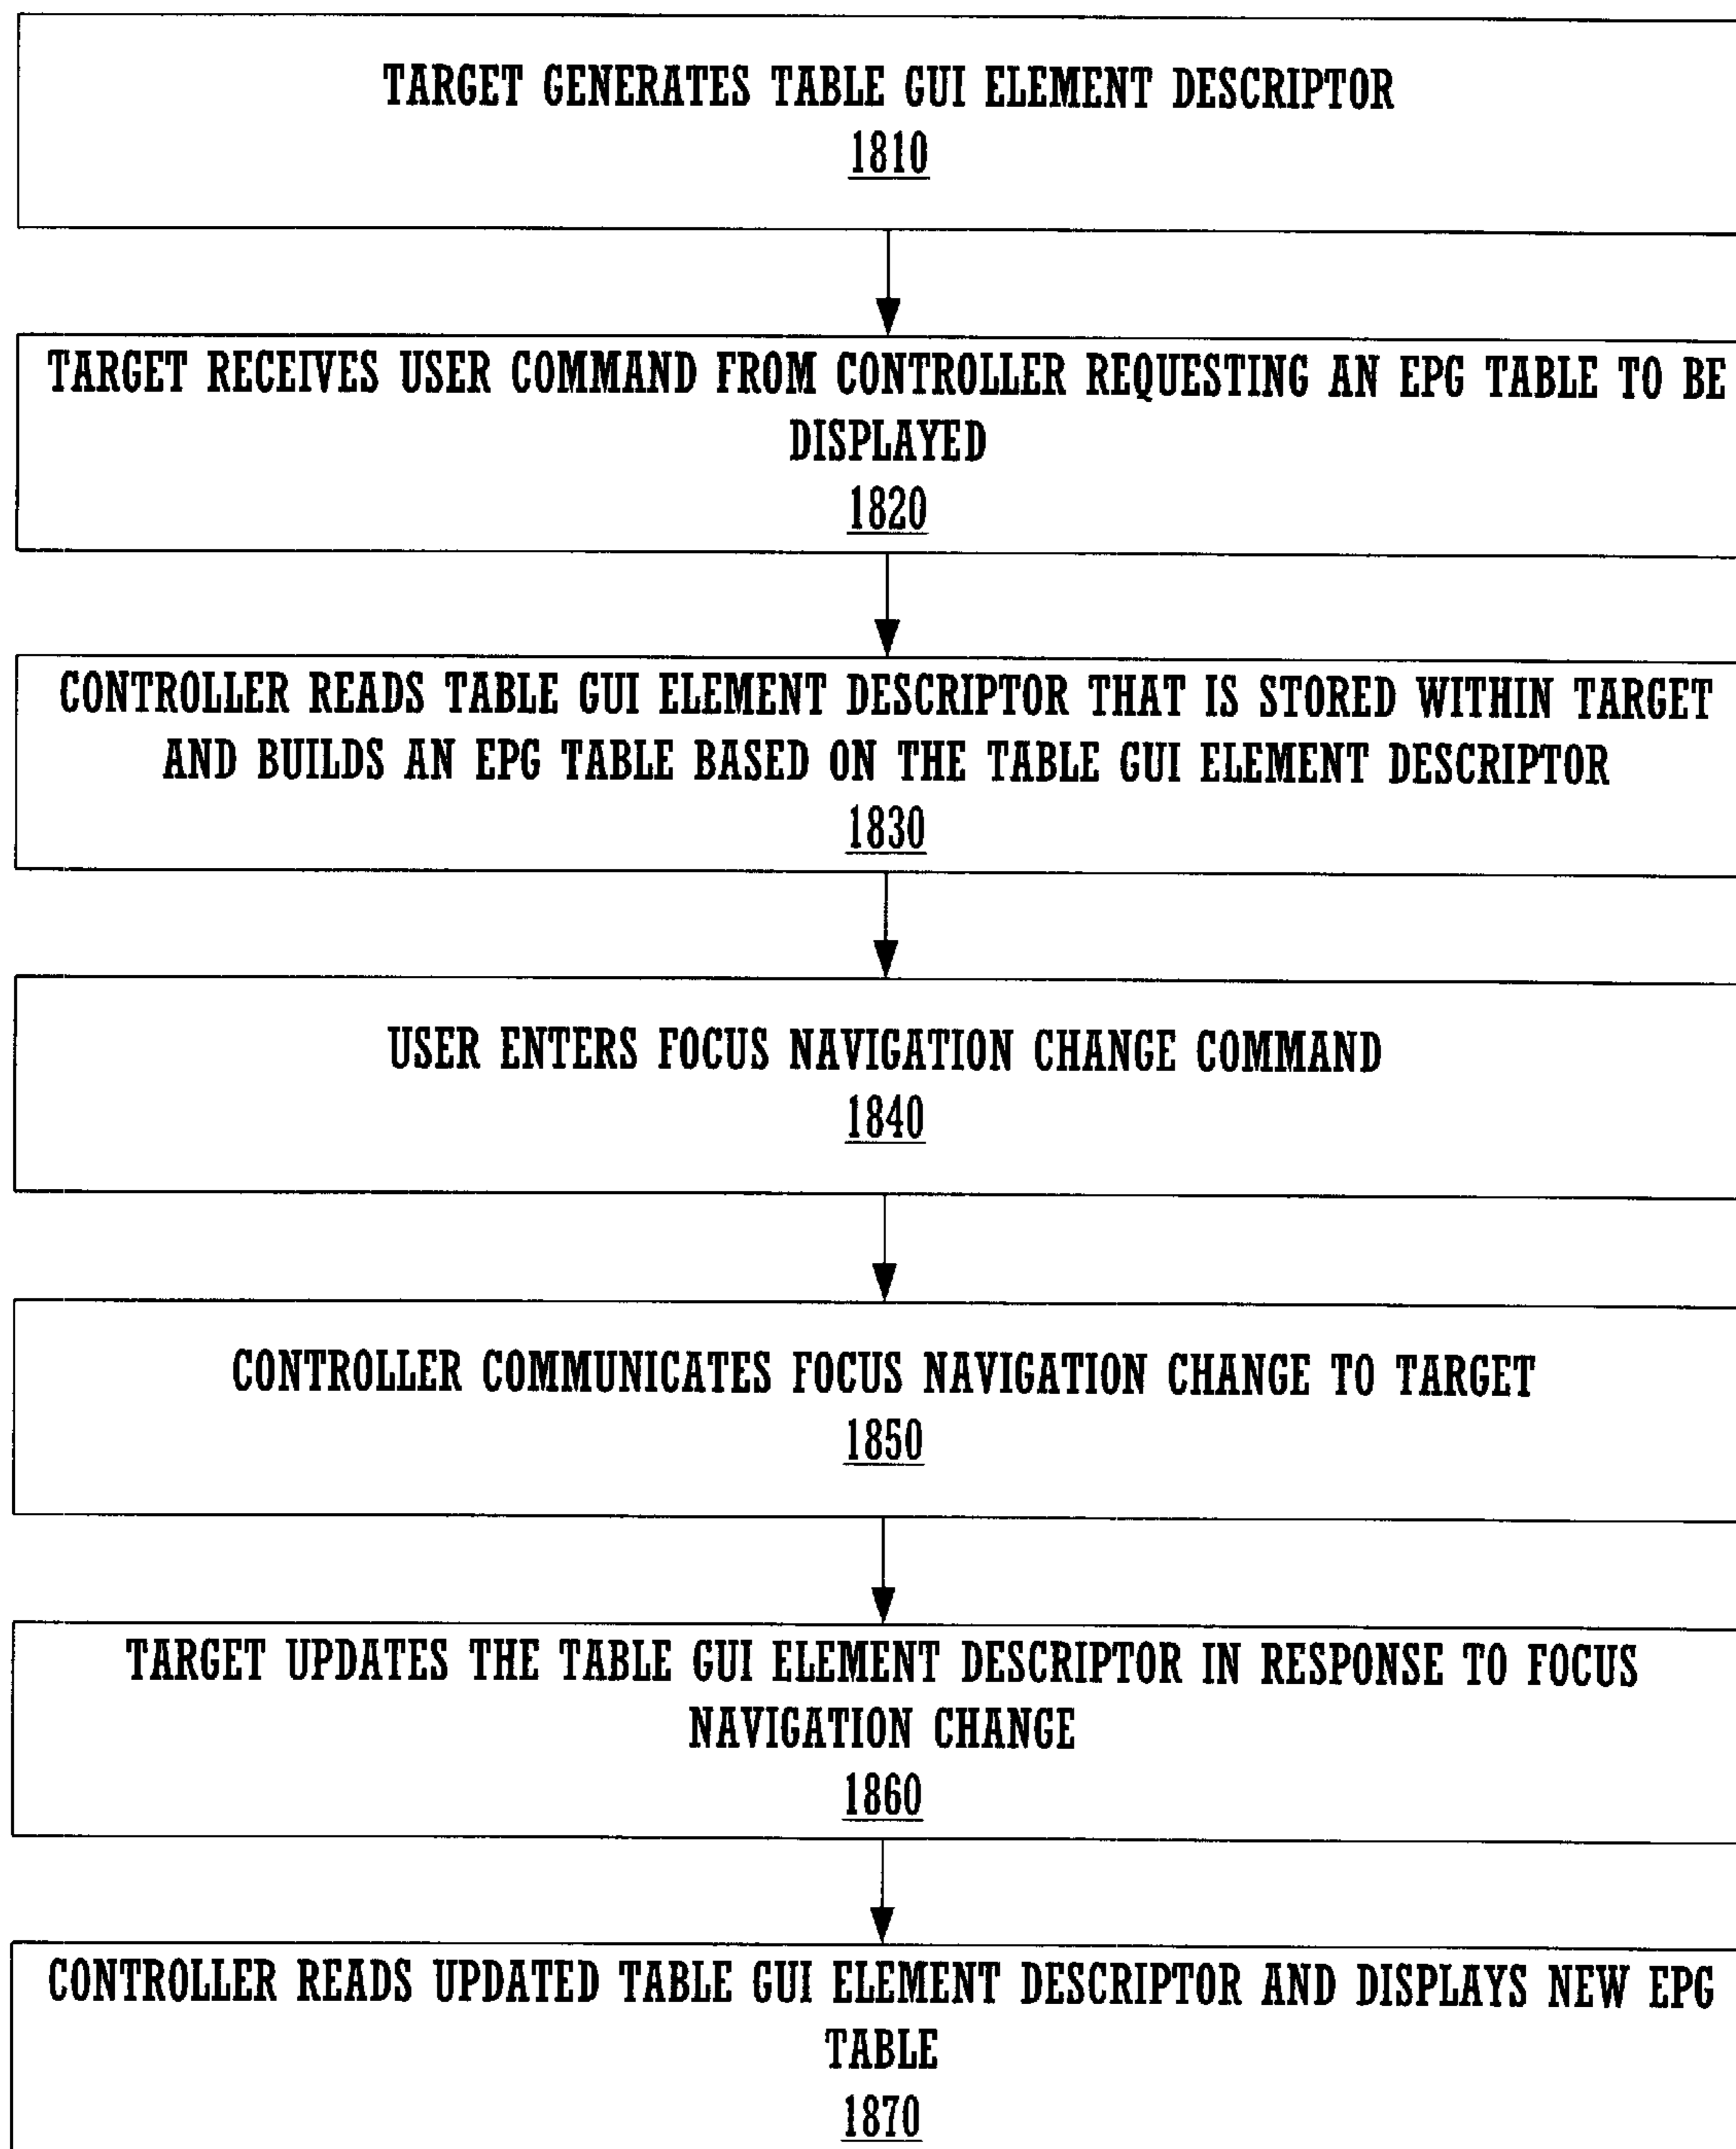 TARGET GENERATES TABLE GUI ELEMENT DESCRIPTOR
1810
TARGET RECEIVES USER COMMAND FROM CONTROLLER REQUESTING AN EPG TABLE TO BE
DISPLAYED
1820
CONTROLLER READS TABLE GUI ELEMENT DESCRIPTOR THAT IS STORED WITHIN TARGET
AND BUILDS AN EPG TABLE BASED ON THE TABLE GUI ELEMENT DESCRIPTOR
1830
USER ENTERS FOCUS NAVIGATION CHANGE COMMAND
1840
CONTROLLER COMMUNICATES FOCUS NAVIGATION CHANGE TO TARGET
1850
TARGET UPDATES THE TABLE GUI ELEMENT DESCRIPTOR IN RESPONSE TO FOCUS
NAVIGATION CHANGE
1860
CONTROLLER READS UPDATED TABLE GUI ELEMENT DESCRIPTOR AND DISPLAYS NEW EPG
TABLE
1870